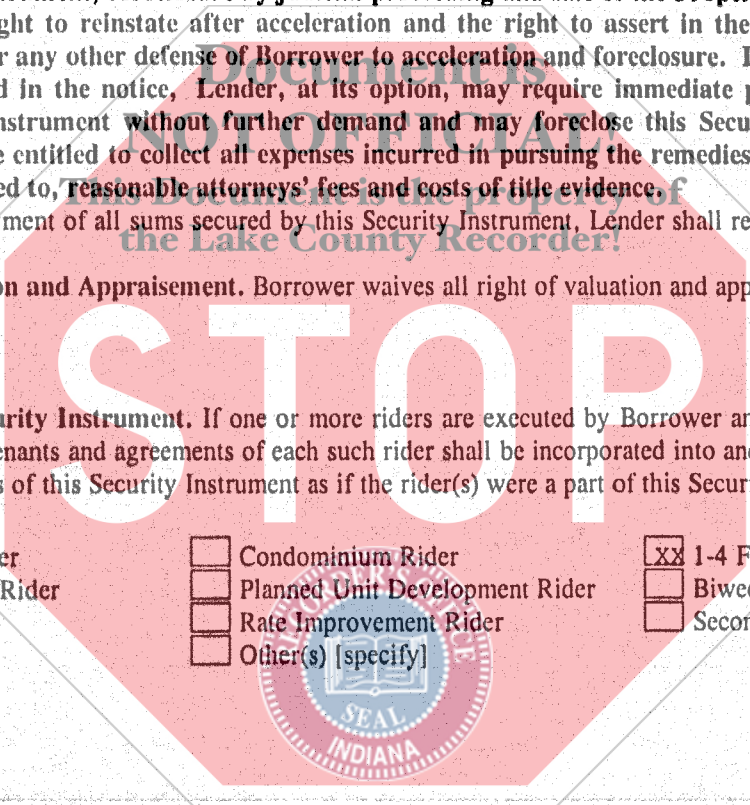 ght to reinstate after acceleration and the right to assert in the
r any other defense of Borrower to acceleration and foreclosure.
Document is
d in the notice, Lender, at its option, may require immediate p
NOT OFFICIAL!
nstrument without further demand and may foreclose this Secu
e entitled to collect all expenses incurred in pursuing the remedies
ed to, reasonable attorneys' fees and costs of title evidence.
This Document is the property of
ment of all sums secured by this Security Instrument, Lender shall re
the Lake County Recorder!
on and Appraisement. Borrower waives all right of valuation and app
STOP
urity Instrument. If one or more riders are executed by Borrower an
enants and agreements of each such rider shall be incorporated into an
s of this Security Instrument as if the rider(s) were a part of this Securi
er Condominium Rider XX 1-4 F
Rider Planned Unit Development Rider Biwe
Rate Improvement Rider Secon
Other(s) [specify]
RECORDER'S OFFICE
SEAL
INDIANA